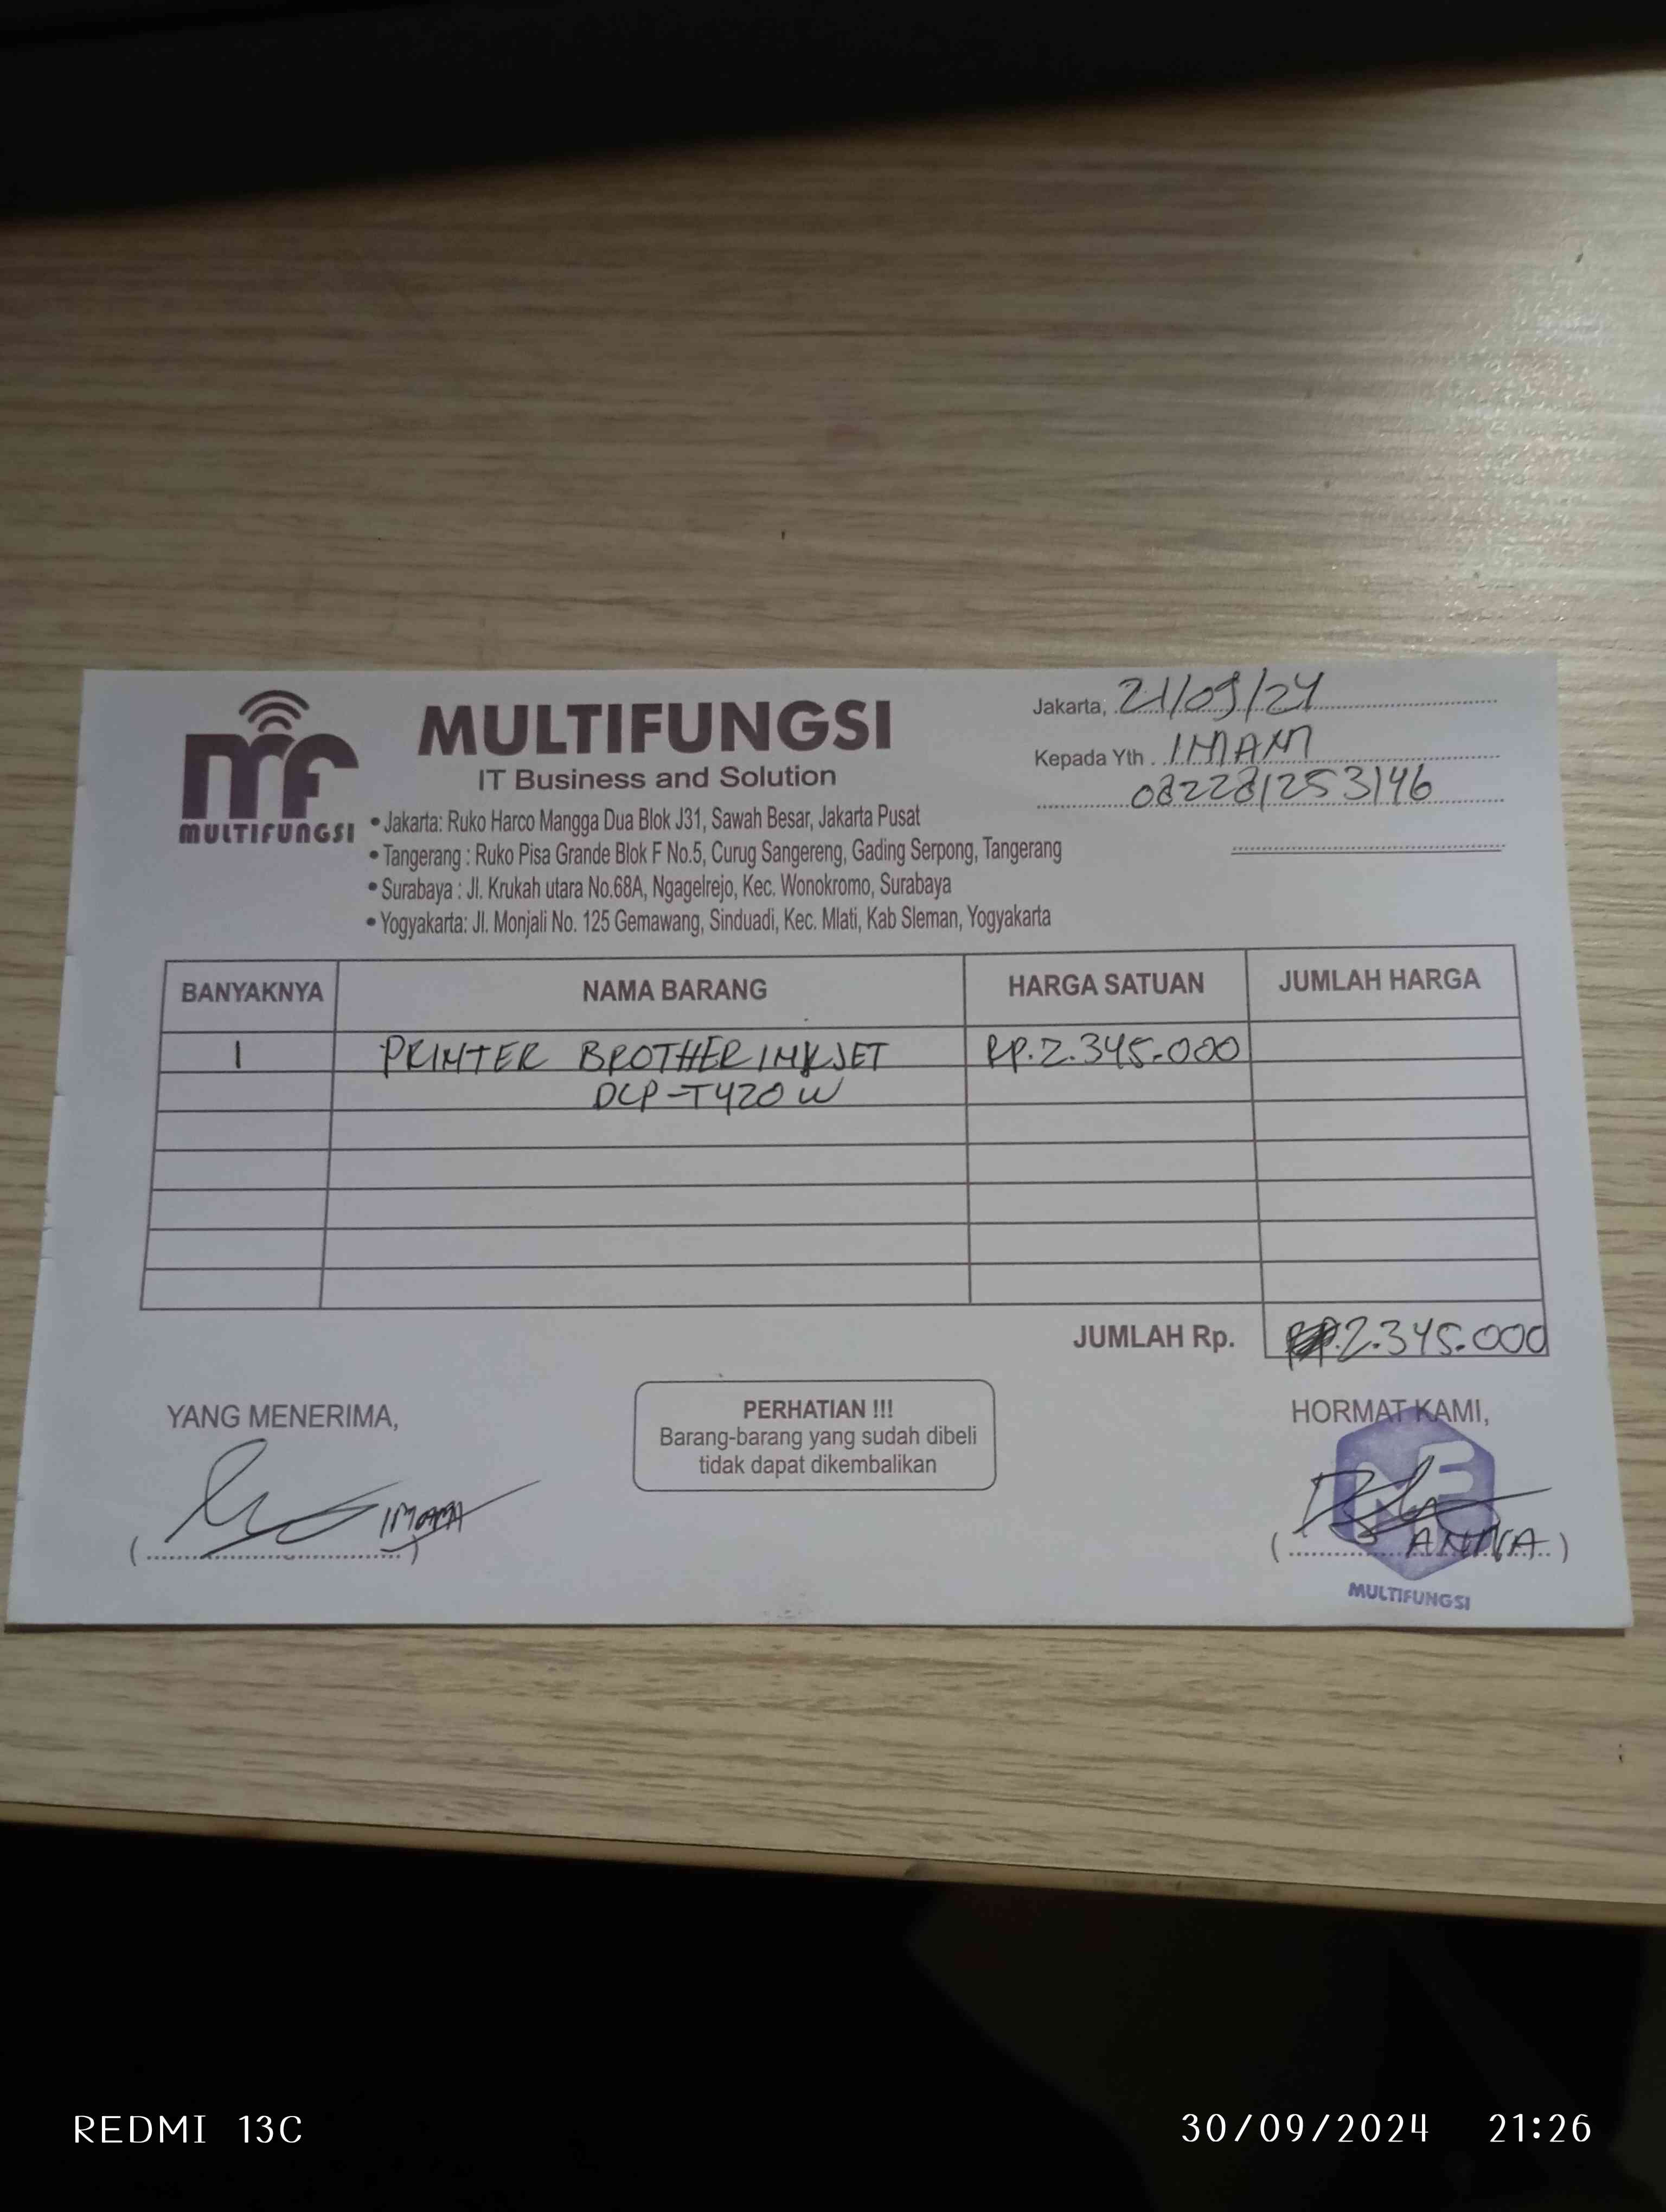 MULTIFUNGSI
MULTIFUNGSI
IT Business and Solution
• Jakarta: Ruko Harco Mangga Dua Blok J31, Sawah Besar, Jakarta Pusat
• Tangerang : Ruko Pisa Grande Blok F No.5, Curug Sangereng, Gading Serpong, Tangerang
• Surabaya : Jl. Krukah utara No.68A, Ngagelrejo, Kec. Wonokromo, Surabaya
• Yogyakarta: Jl. Monjali No. 125 Gemawang, Sinduadi, Kec. Mlati, Kab Sleman, Yogyakarta
Jakarta, 21/09/24
Kepada Yth. IMAM
082281253146
BANYAKNYA NAMA BARANG HARGA SATUAN JUMLAH HARGA
1 PRINTER BROTHER INKJET RP.2.345.000
DCP-T420W
JUMLAH Rp. 2.345.000
YANG MENERIMA,
IMAM
PERHATIAN !!!
Barang-barang yang sudah dibeli
tidak dapat dikembalikan
HORMAT KAMI,
MF
ANNA
MULTIFUNGSI
REDMI 13C
30/09/2024 21:26